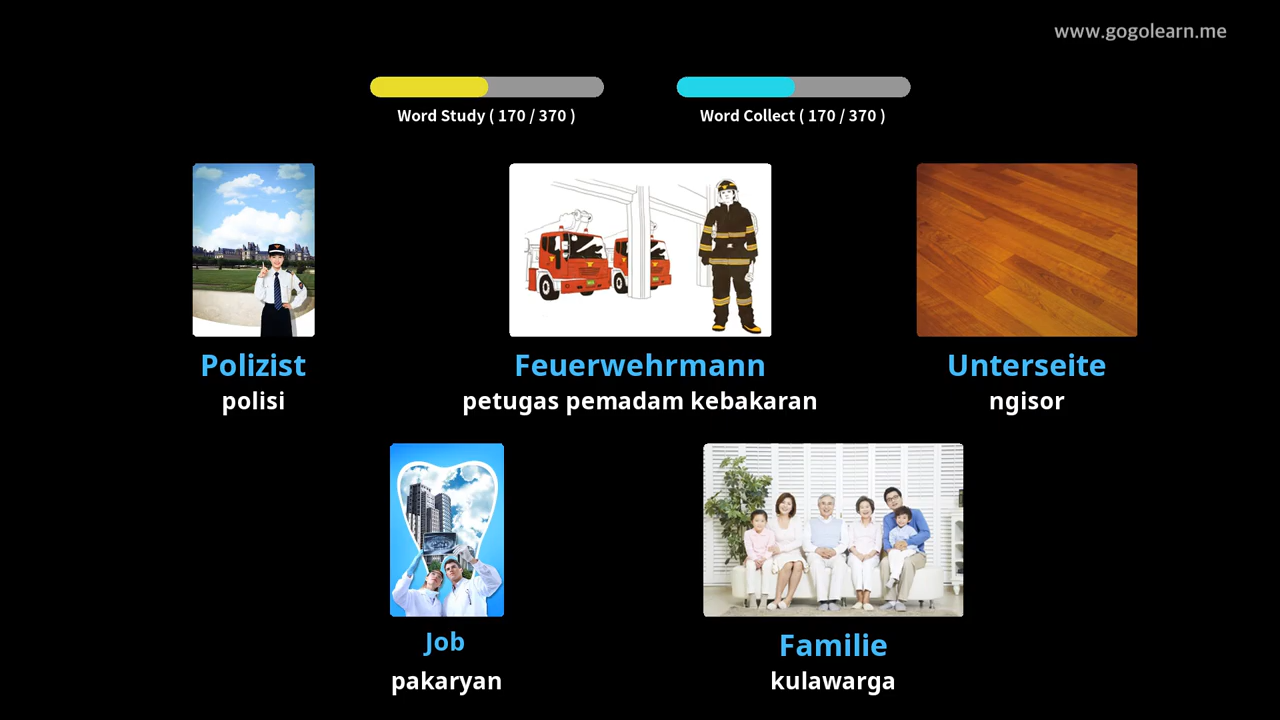 www.gogolearn.me
Word Study ( 170 / 370 )
Word Collect ( 170 / 370 )
Polizist
polisi
Feuerwehrmann
petugas pemadam kebakaran
Unterseite
ngisor
Job
pakaryan
Familie
kulawarga